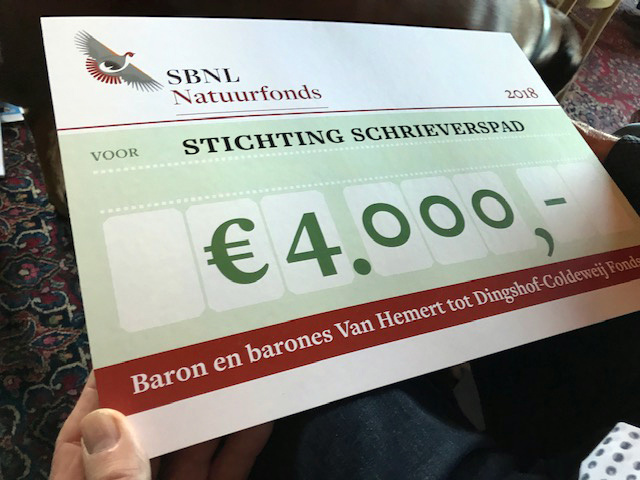 SBNL
Natuurfonds
2018
VOOR STICHTING SCHRIEVERSPAD
€4.000,-
Baron en barones Van Hemert tot Dingshof-Coldeweij Fonds